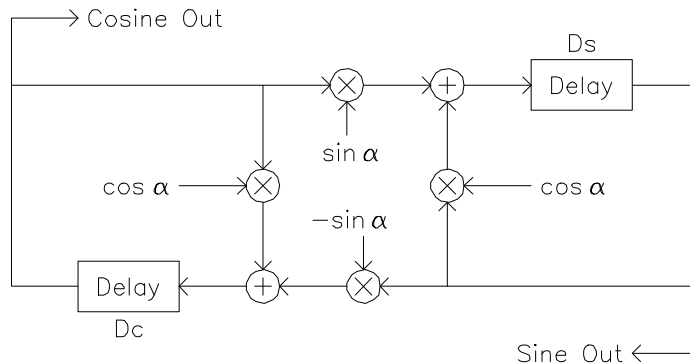 Cosine Out
Ds
Delay
sin α
cos α
cos α
−sin α
Delay
Dc
Sine Out